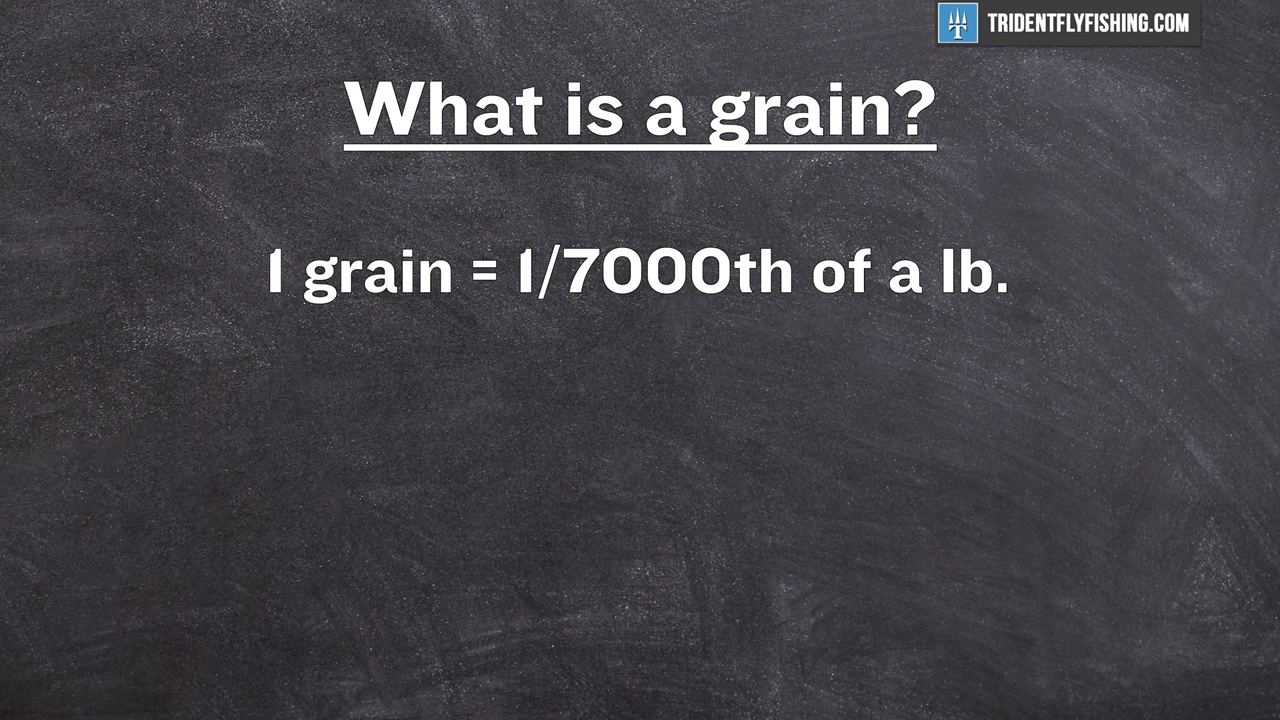 TRIDENTFLYFISHING.COM
What is a grain?
1 grain = 1/7000th of a lb.